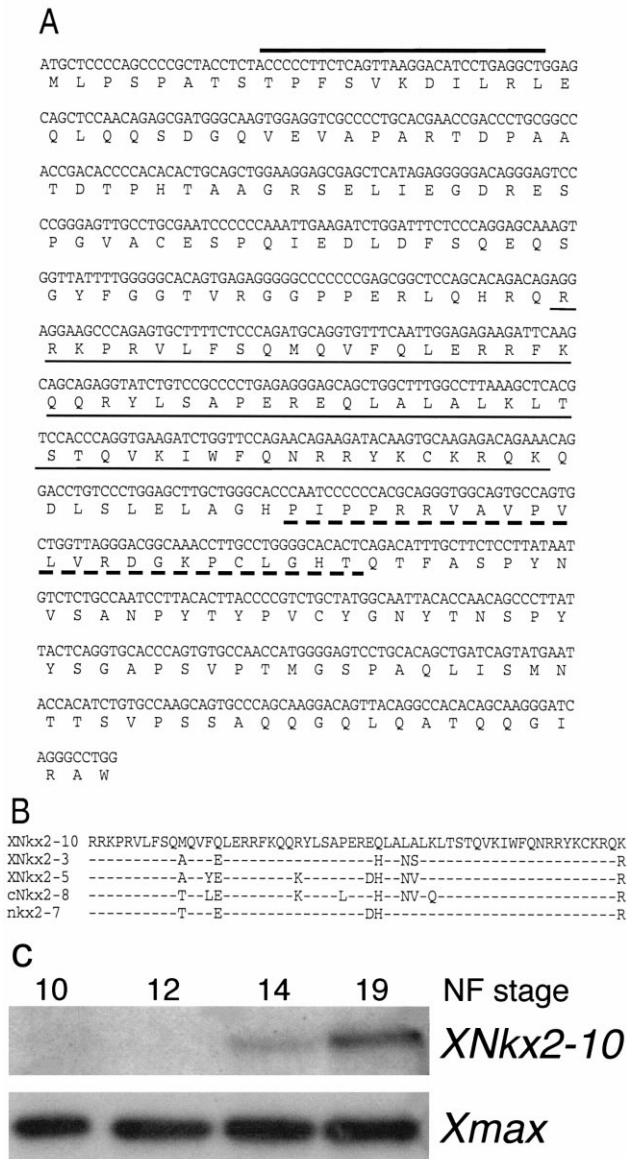 A
ATGCTCCCCAGCCCCGCTACCTCTACCCCCTTCTCAGTTAAGGACATCCTGAGGCTGGAG
M L P S P A T S T P F S V K D I L R L E
CAGCTCCAACAGAGCGATGGGCAAGTGGAGGTCGCCCCTGCACGAACCGACCCTGCGGCC
Q L Q Q S D G Q V E V A P A R T D P A A
ACCGACACCCCACACACTGCAGCTGGAAGGAGCGAGCTCATAGAGGGGGACAGGGAGTCC
T D T P H T A A G R S E L I E G D R E S
CCGGGAGTTGCCTGCGAATCCCCCCAAATTGAAGATCTGGATTTCTCCCAGGAGCAAAGT
P G V A C E S P Q I E D L D F S Q E Q S
GGTTATTTTGGGGGCACAGTGAGAGGGGGCCCCCCCGAGCGGCTCCAGCACAGACAGAGG
G Y F G G T V R G G P P E R L Q H R Q R
AGGAAGCCCAGAGTGCTTTTCTCCCAGATGCAGGTGTTTCAATTGGAGAGAAGATTCAAG
R K P R V L F S Q M Q V F Q L E R R F K
CAGCAGAGGTATCTGTCCGCCCCTGAGAGGGAGCAGCTGGCTTTGGCCTTAAAGCTCACG
Q Q R Y L S A P E R E Q L A L A L K L T
TCCACCCAGGTGAAGATCTGGTTCCAGAACAGAAGATACAAGTGCAAGAGACAGAAACAG
S T Q V K I W F Q N R R Y K C K R Q K Q
GACCTGTCCCTGGAGCTTGCTGGGCACCCAATCCCCCCACGCAGGGTGGCAGTGCCAGTG
D L S L E L A G H P I P P R R V A V P V
CTGGTTAGGGACGGCAAACCTTGCCTGGGGCACACTCAGACATTTGCTTCTCCTTATAAT
L V R D G K P C L G H T Q T F A S P Y N
GTCTCTGCCAATCCTTACACTTACCCCGTCTGCTATGGCAATTACACCAACAGCCCTTAT
V S A N P Y T Y P V C Y G N Y T N S P Y
TACTCAGGTGCACCCAGTGTGCCAACCATGGGGAGTCCTGCACAGCTGATCAGTATGAAT
Y S G A P S V P T M G S P A Q L I S M N
ACCACATCTGTGCCAAGCAGTGCCCAGCAAGGACAGTTACAGGCCACACAGCAAGGGATC
T T S V P S S A Q Q G Q L Q A T Q Q G I
AGGGCCTGG
R A W
B
XNkx2-10 RRKPRVLFSQMQVFQLERRFKQQRYLSAPEREQLALALKLTSTQVKIWFQNRRYKCKRQK
XNkx2-3 ----------A---E-----------------H--NS----------------------R
XNkx2-5 ----------A--YE--------K-------DH--NV----------------------R
cNkx2-8 ----------T--LE--------K----L---H--NV-Q--------------------R
nkx2-7 ----------T---E----------------DH--------------------------R
C
10 12 14 19 NF stage
XNkx2-10
Xmax